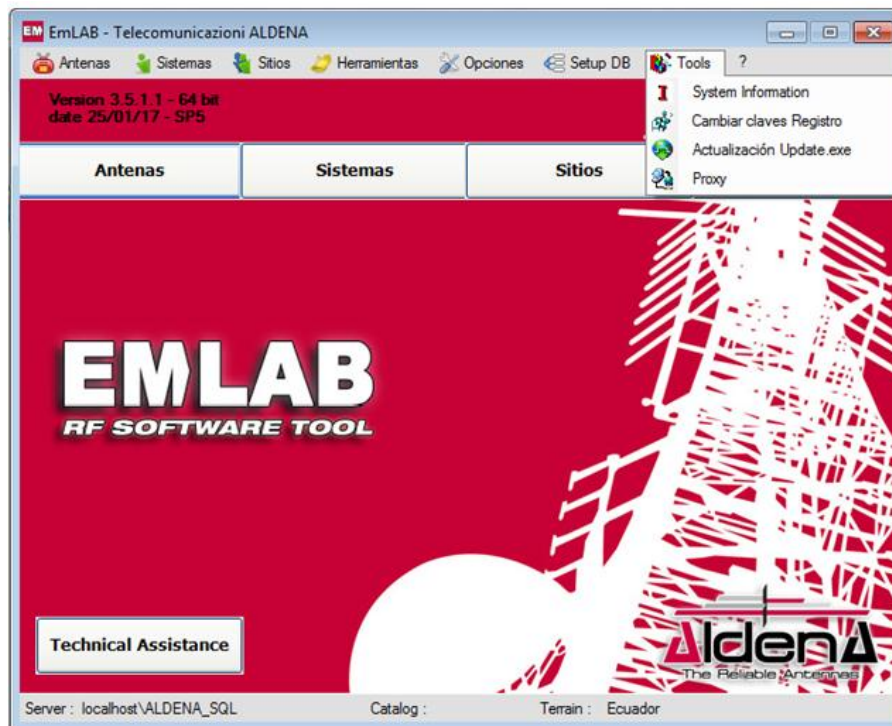 EM EmLAB - Telecomunicazioni ALDENA
Antenas Sistemas Sitios Herramientas Opciones Setup DB Tools ?
System Information
Cambiar claves Registro
Actualización Update.exe
Proxy
Version 3.5.1.1 - 64 bit
date 25/01/17 - SP5
Antenas Sistemas Sitios
EMLAB
RF SOFTWARE TOOL
Technical Assistance
AldenA
The Reliable Antennas
Server : localhost\ALDENA_SQL Catalog : Terrain : Ecuador